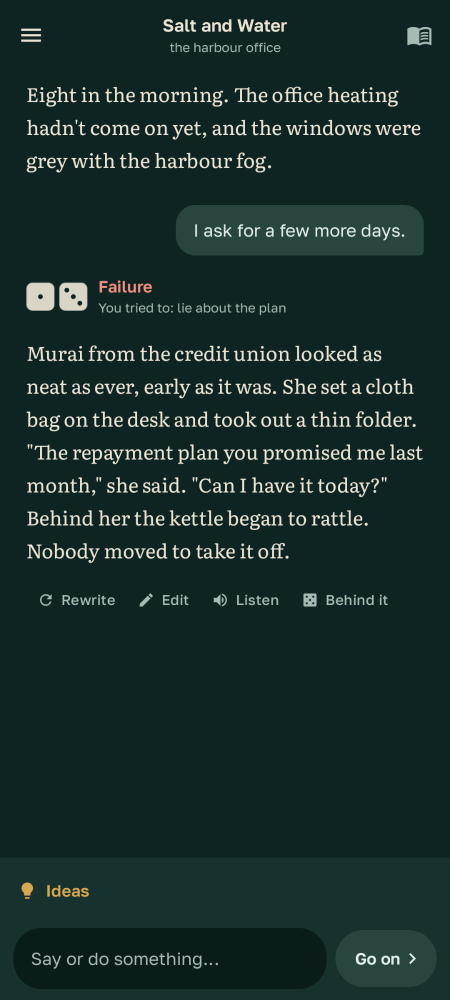 Salt and Water
the harbour office
Eight in the morning. The office heating
hadn't come on yet, and the windows were
grey with the harbour fog.
I ask for a few more days.
Failure
You tried to: lie about the plan
Murai from the credit union looked as
neat as ever, early as it was. She set a cloth
bag on the desk and took out a thin folder.
"The repayment plan you promised me last
month," she said. "Can I have it today?"
Behind her the kettle began to rattle.
Nobody moved to take it off.
Rewrite Edit Listen Behind it
Ideas
Say or do something...
Go on